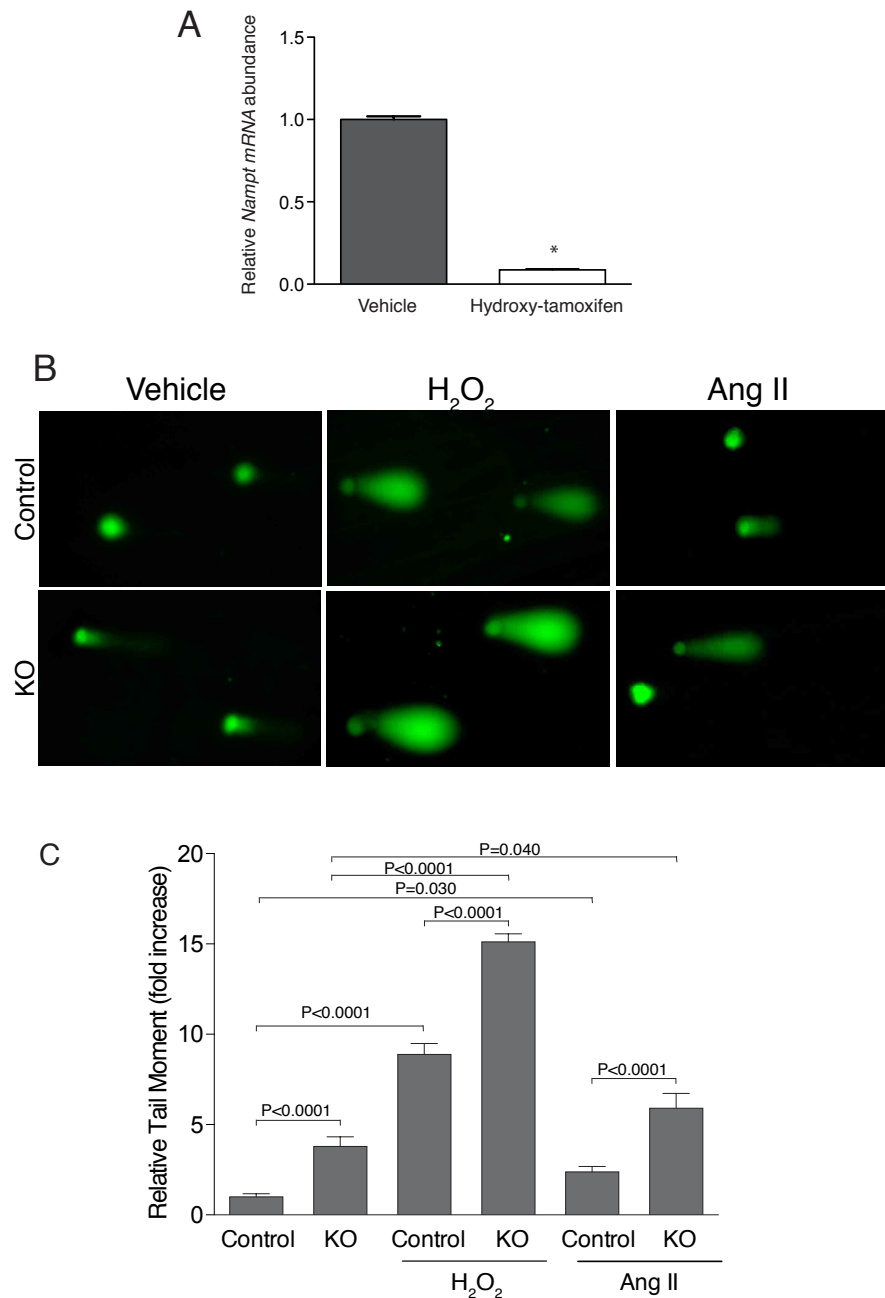 A
Relative Nampt mRNA abundance
1.5
1.0
0.5
0.0
*
Vehicle
Hydroxy-tamoxifen
B
Vehicle
H₂O₂
Ang II
Control
KO
C
Relative Tail Moment (fold increase)
20
15
10
5
0
P=0.040
P<0.0001
P=0.030
P<0.0001
P<0.0001
P<0.0001
P<0.0001
Control KO Control KO Control KO
H₂O₂ Ang II